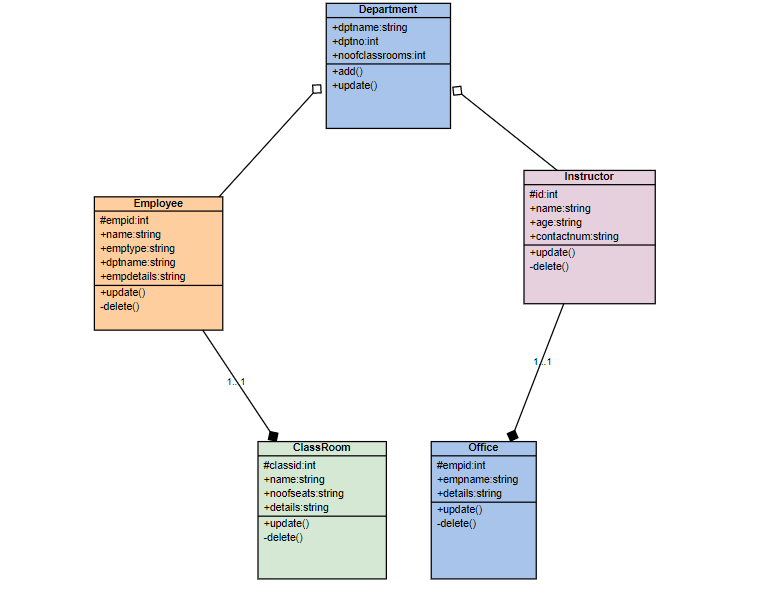 Department
+dptname:string
+dptno:int
+noofclassrooms:int
+add()
+update()
Employee
#empid:int
+name:string
+emptype:string
+dptname:string
+empdetails:string
+update()
-delete()
Instructor
#id:int
+name:string
+age:string
+contactnum:string
+update()
-delete()
1...1
1...1
ClassRoom
#classid:int
+name:string
+noofseats:string
+details:string
+update()
-delete()
Office
#empid:int
+empname:string
+details:string
+update()
-delete()